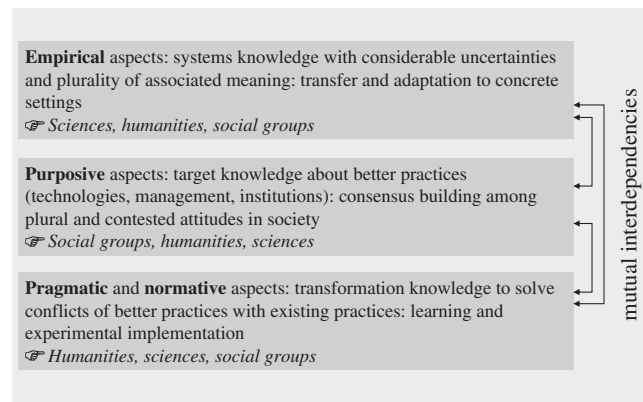 Empirical aspects: systems knowledge with considerable uncertainties
and plurality of associated meaning: transfer and adaptation to concrete
settings
☞ Sciences, humanities, social groups
Purposive aspects: target knowledge about better practices
(technologies, management, institutions): consensus building among
plural and contested attitudes in society
☞ Social groups, humanities, sciences
Pragmatic and normative aspects: transformation knowledge to solve
conflicts of better practices with existing practices: learning and
experimental implementation
☞ Humanities, sciences, social groups
mutual interdependencies